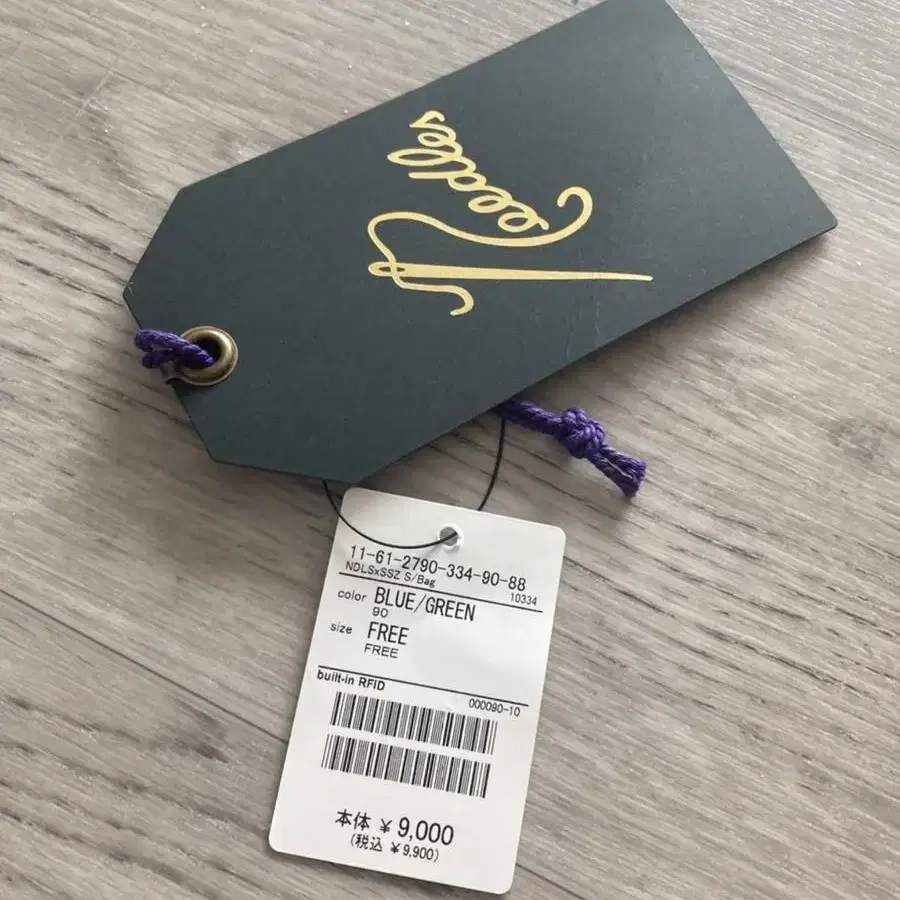 Needles
11-61-2790-334-90-88
NDLSxSSZ S/Bag 10334
color BLUE/GREEN
90
size FREE
FREE
built-in RFID
000090-10
本体 ¥9,000
(税込 ¥9,900)